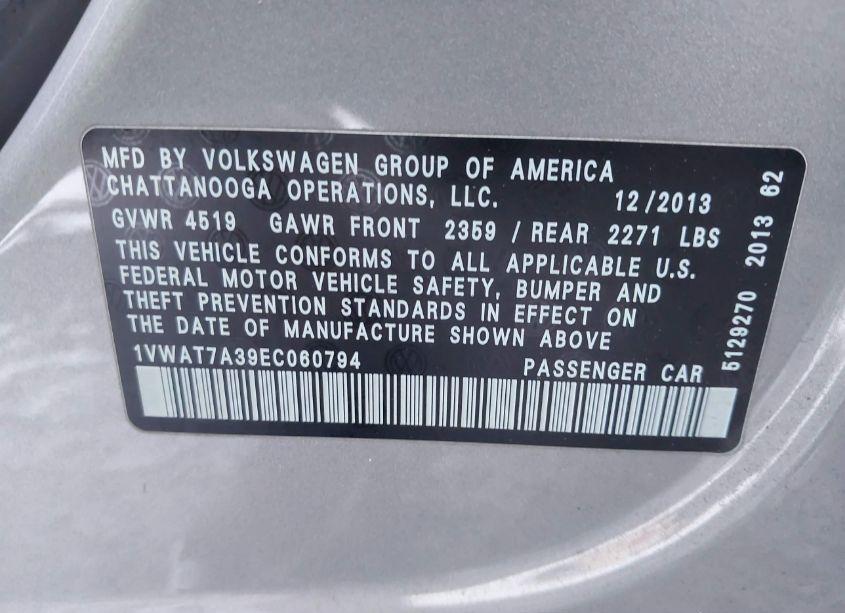 MFD BY VOLKSWAGEN GROUP OF AMERICA
CHATTANOOGA OPERATIONS, LLC. 12/2013
GVWR 4519 GAWR FRONT 2359 / REAR 2271 LBS
THIS VEHICLE CONFORMS TO ALL APPLICABLE U.S.
FEDERAL MOTOR VEHICLE SAFETY, BUMPER AND
THEFT PREVENTION STANDARDS IN EFFECT ON
THE DATE OF MANUFACTURE SHOWN ABOVE
1VWAT7A39EC060794 PASSENGER CAR
5129270 2013 62